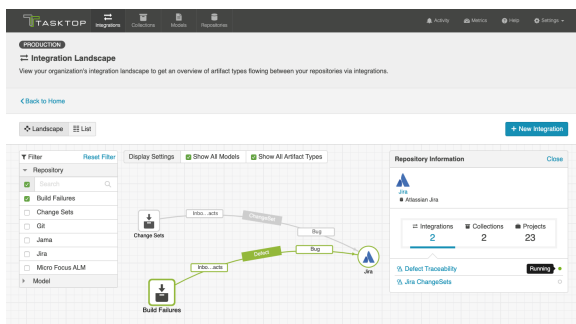 TASKTOP
Integrations
Collections
Models
Repositories
Activity
Metrics
Help
Settings
PRODUCTION
Integration Landscape
View your organization's integration landscape to get an overview of artifact types flowing between your repositories via integrations.
Back to Home
Landscape
List
+ New Integration
Filter
Reset Filter
Repository
Search
Build Failures
Change Sets
Git
Jama
Jira
Micro Focus ALM
Model
Display Settings
Show All Models
Show All Artifact Types
Inbo…acts
ChangeSet
Bug
Change Sets
Inbo…acts
Defect
Bug
Jira
Build Failures
Repository Information
Close
Jira
Atlassian Jira
Integrations
2
Collections
2
Projects
23
Defect Traceability
Running
Jira ChangeSets